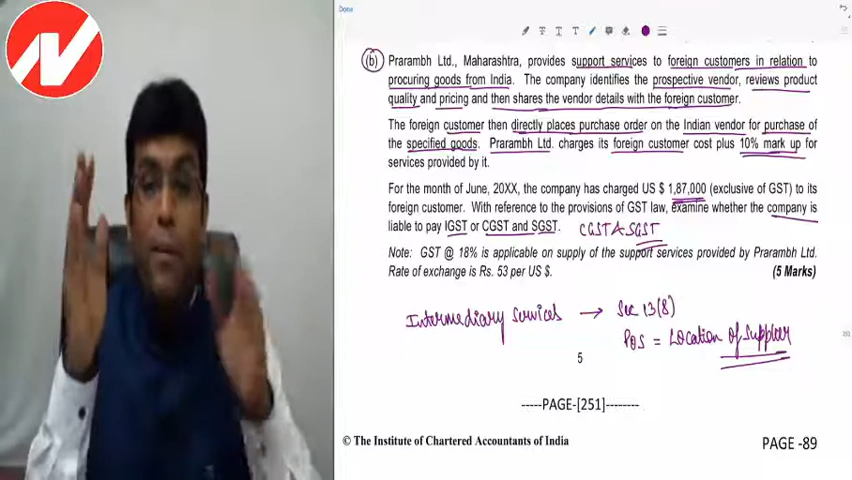 Done
(b) Prarambh Ltd., Maharashtra, provides support services to foreign customers in relation to
procuring goods from India. The company identifies the prospective vendor, reviews product
quality and pricing and then shares the vendor details with the foreign customer.
The foreign customer then directly places purchase order on the Indian vendor for purchase of
the specified goods. Prarambh Ltd. charges its foreign customer cost plus 10% mark up for
services provided by it.
For the month of June, 20XX, the company has charged US $ 1,87,000 (exclusive of GST) to its
foreign customer. With reference to the provisions of GST law, examine whether the company is
liable to pay IGST or CGST and SGST. CGST & SGST
Note: GST @ 18% is applicable on supply of the support services provided by Prarambh Ltd.
Rate of exchange is Rs. 53 per US $. (5 Marks)
Intermediary Services → Sec 13(8)
POS = Location of Supplier
5
-----PAGE-[251]--------
© The Institute of Chartered Accountants of India
PAGE -89